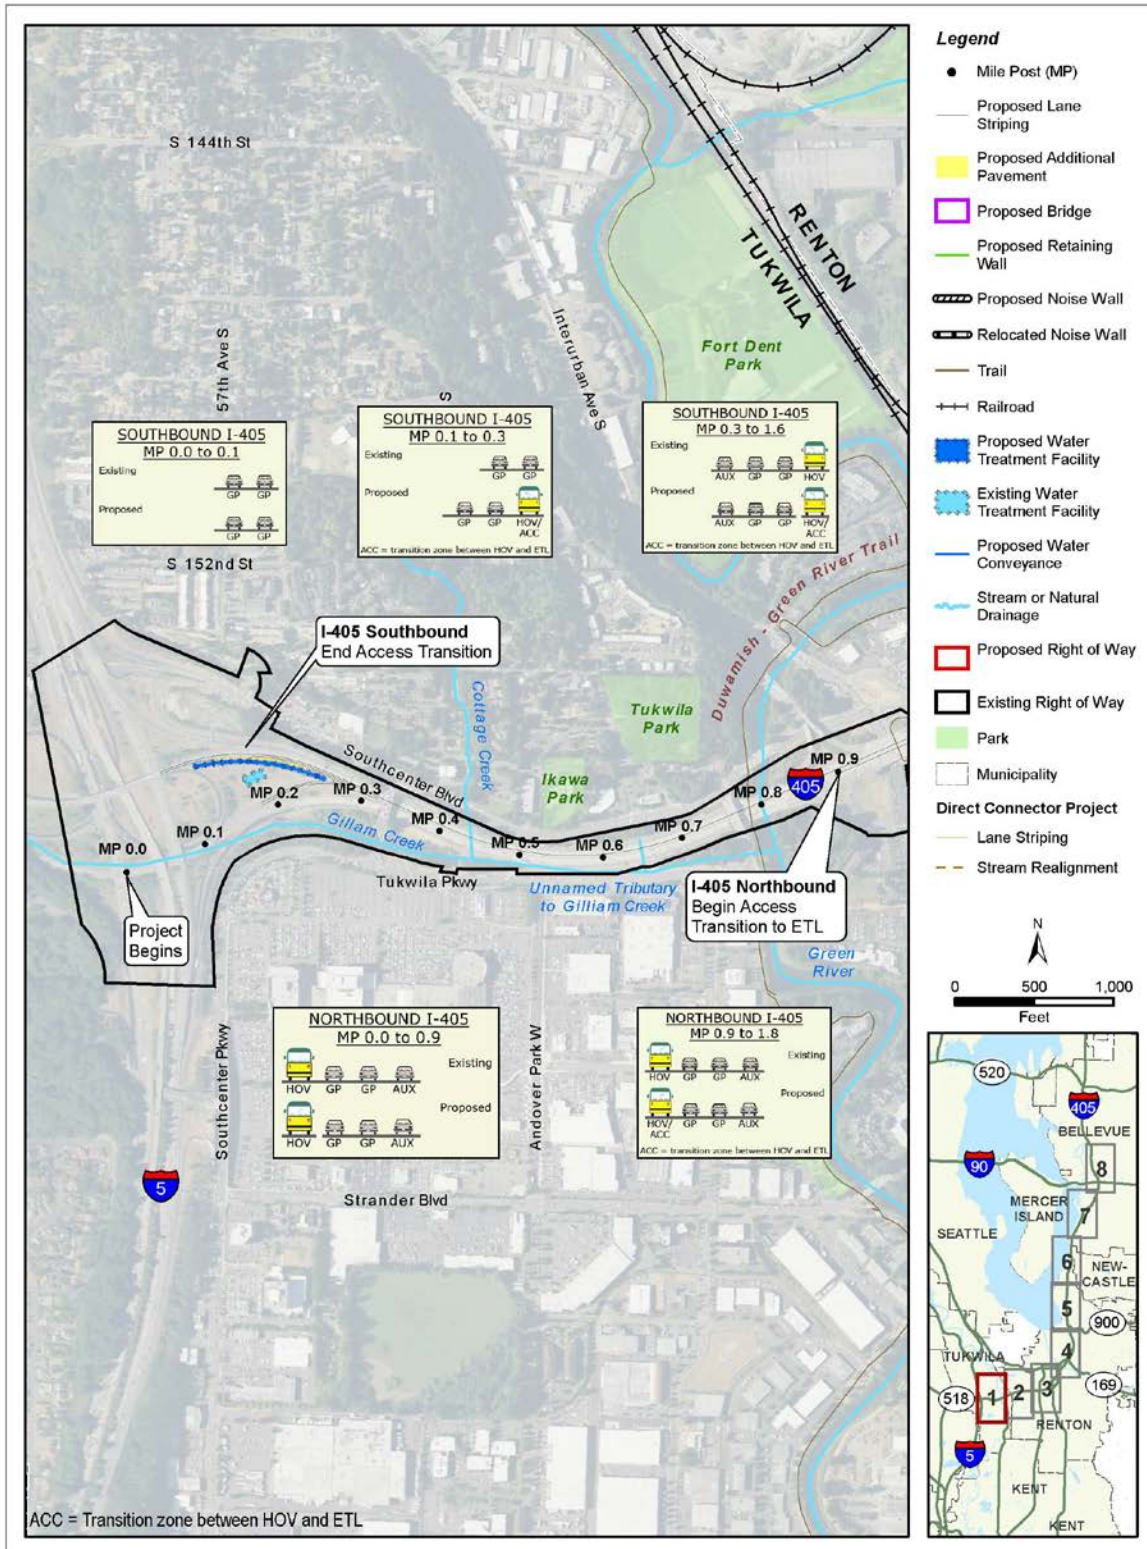 S 144th St
RENTON
TUKWILA
Fort Dent
Park
Interurban Ave S
57th Ave S
S
SOUTHBOUND I-405
MP 0.0 to 0.1
Existing
GP GP
Proposed
GP GP
SOUTHBOUND I-405
MP 0.1 to 0.3
Existing
GP GP
Proposed
GP GP HOV/
ACC
ACC = transition zone between HOV and ETL
SOUTHBOUND I-405
MP 0.3 to 1.6
Existing
AUX GP GP HOV
Proposed
AUX GP GP HOV/
ACC
ACC = transition zone between HOV and ETL
S 152nd St
Duwamish - Green River Trail
I-405 Southbound
End Access Transition
Cottage Creek
Tukwila
Park
Southcenter Blvd
Ikawa
Park
MP 0.0
MP 0.1
MP 0.2
MP 0.3
MP 0.4
MP 0.5
MP 0.6
MP 0.7
MP 0.8
405
MP 0.9
Gillam Creek
Tukwila Pkwy
Unnamed Tributary
to Gilliam Creek
I-405 Northbound
Begin Access
Transition to ETL
Project
Begins
Green
River
NORTHBOUND I-405
MP 0.0 to 0.9
Existing
HOV GP GP AUX
Proposed
HOV GP GP AUX
NORTHBOUND I-405
MP 0.9 to 1.8
Existing
HOV GP GP AUX
Proposed
HOV/
ACC GP GP AUX
ACC = transition zone between HOV and ETL
Southcenter Pkwy
Andover Park W
5
Strander Blvd
ACC = Transition zone between HOV and ETL
Legend
Mile Post (MP)
Proposed Lane
Striping
Proposed Additional
Pavement
Proposed Bridge
Proposed Retaining
Wall
Proposed Noise Wall
Relocated Noise Wall
Trail
Railroad
Proposed Water
Treatment Facility
Existing Water
Treatment Facility
Proposed Water
Conveyance
Stream or Natural
Drainage
Proposed Right of Way
Existing Right of Way
Park
Municipality
Direct Connector Project
Lane Striping
Stream Realignment
N
0 500 1,000
Feet
520
405
BELLEVUE
90
8
MERCER
ISLAND
7
SEATTLE
6
NEW-
CASTLE
5
900
4
TUKWILA
518
1
2
3
169
RENTON
5
KENT
KENT